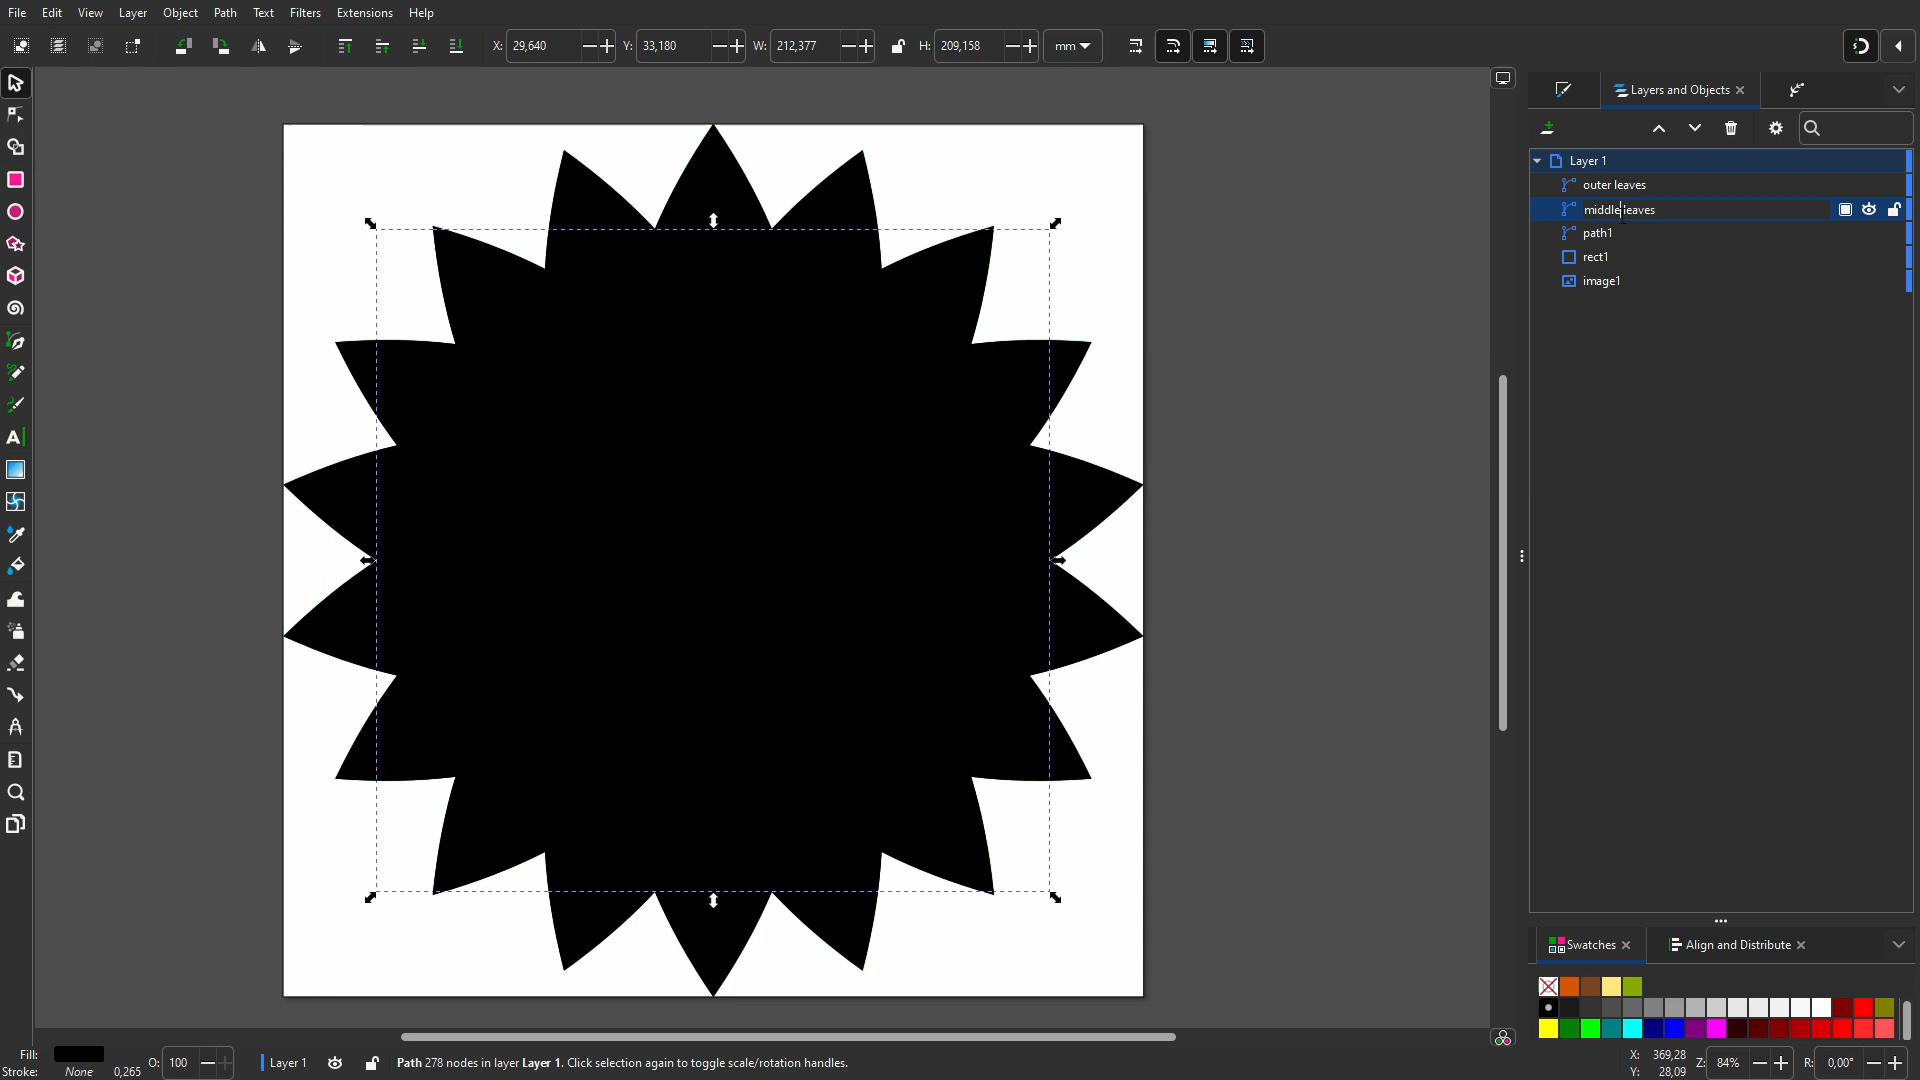 File Edit View Layer Object Path Text Filters Extensions Help
X: 29,640 Y: 33,180 W: 212,377 H: 209,158 mm
Layers and Objects
Layer 1
outer leaves
middle leaves
path1
rect1
image1
Swatches Align and Distribute
Fill:
Stroke: None 0,265 O: 100 Layer 1 Path 278 nodes in layer Layer 1. Click selection again to toggle scale/rotation handles.
X: 369,28
Y: 28,09
Z: 84% R: 0,00°